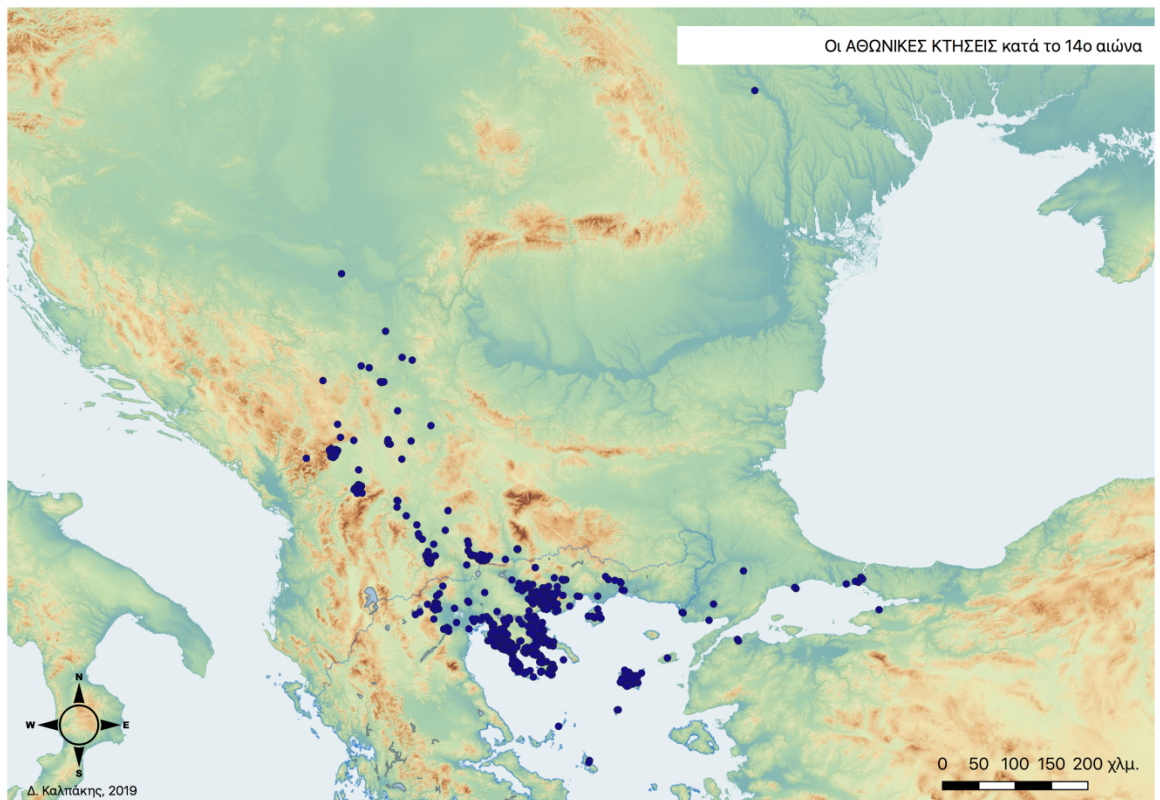 Οι ΑΘΩΝΙΚΕΣ ΚΤΗΣΕΙΣ κατά το 14ο αιώνα
N
W E
S
0 50 100 150 200 χλμ.
Δ. Καλπάκης, 2019